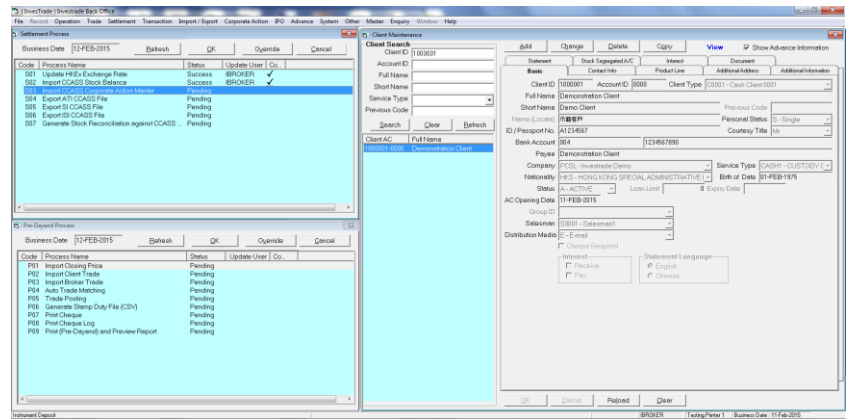 ( InvesTrade ) Investrade Back Office
File Record Operation Trade Settlement Transaction Import / Export Corporate Action IPO Advance System Other Master Enquiry Window Help
Settlement Process
Business Date 12-FEB-2015 Refresh OK Override Cancel
Code Process Name Status Update User Co...
S01 Update HKEx Exchange Rate Success IBROKER ✓
S02 Import CCASS Stock Balance Success IBROKER ✓
S03 Import CCASS Corporate Action Master Pending
S04 Export ATI CCASS File Pending
S05 Export SI CCASS File Pending
S06 Export ISI CCASS File Pending
S07 Generate Stock Reconciliation against CCASS ... Pending
Pre-Dayend Process
Business Date 12-FEB-2015 Refresh OK Override Cancel
Code Process Name Status Update User Co...
P01 Import Closing Price Pending
P02 Import Client Trade Pending
P03 Import Broker Trade Pending
P04 Auto Trade Matching Pending
P05 Trade Posting Pending
P06 Generate Stamp Duty File (CSV) Pending
P07 Print Cheque Pending
P08 Print Cheque Log Pending
P09 Print (Pre-Dayend) and Preview Report Pending
Client Maintenance
Client Search
Client ID 1000001
Account ID
Full Name
Short Name
Service Type
Previous Code
Search Clear Refresh
Client AC Full Name
1000001-0000 Demonstration Client
Add Change Delete Copy View Show Advance Information
Statement Stock Segregated A/C Interest Document
Basic Contact Info Product Line Additional Address Additional Information
Client ID 1000001 Account ID 0000 Client Type C0001 - Cash Client 0001
Full Name Demonstration Client
Short Name Demo Client Previous Code
Name (Locale) 示範客戶 Personal Status S - Single
ID / Passport No. A1234567 Courtesy Title Mr
Bank Account 004 1234567890
Payee Demonstration Client
Company PCSL - Investrade Demo Service Type CASH1 - CUSTODY (
Nationality HKS - HONG KONG SPECIAL ADMINISTRATIVE Birth of Date 01-FEB-1975
Status A - ACTIVE Loan Limit 0 Expiry Date
AC Opening Date 11-FEB-2015
Group ID
Salesman S0001 - Salesman1
Distribution Media E - E-mail
Cheque Required
Interest Statement Language
Receive English
Pay Chinese
OK Cancel Reload Clear
Instrument Deposit IBROKER Testing Printer 1 Business Date : 11-Feb-2015